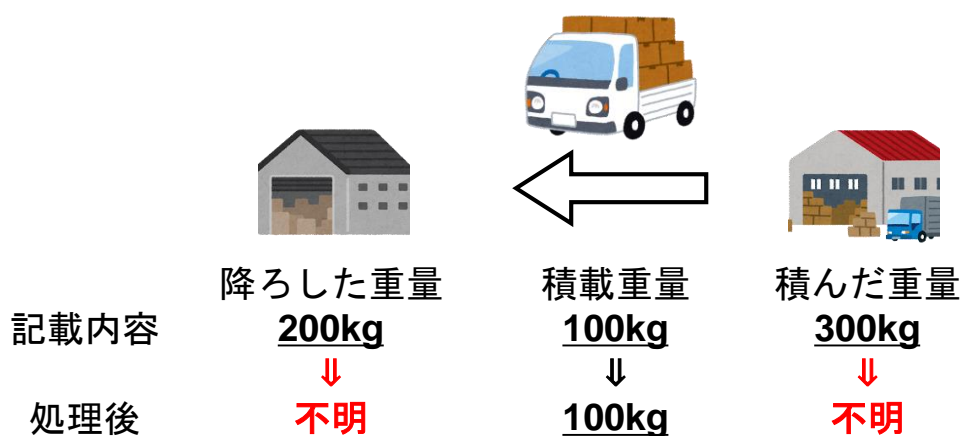 降ろした重量 積載重量 積んだ重量
記載内容 200kg 100kg 300kg
⇓ ⇓ ⇓
処理後 不明 100kg 不明